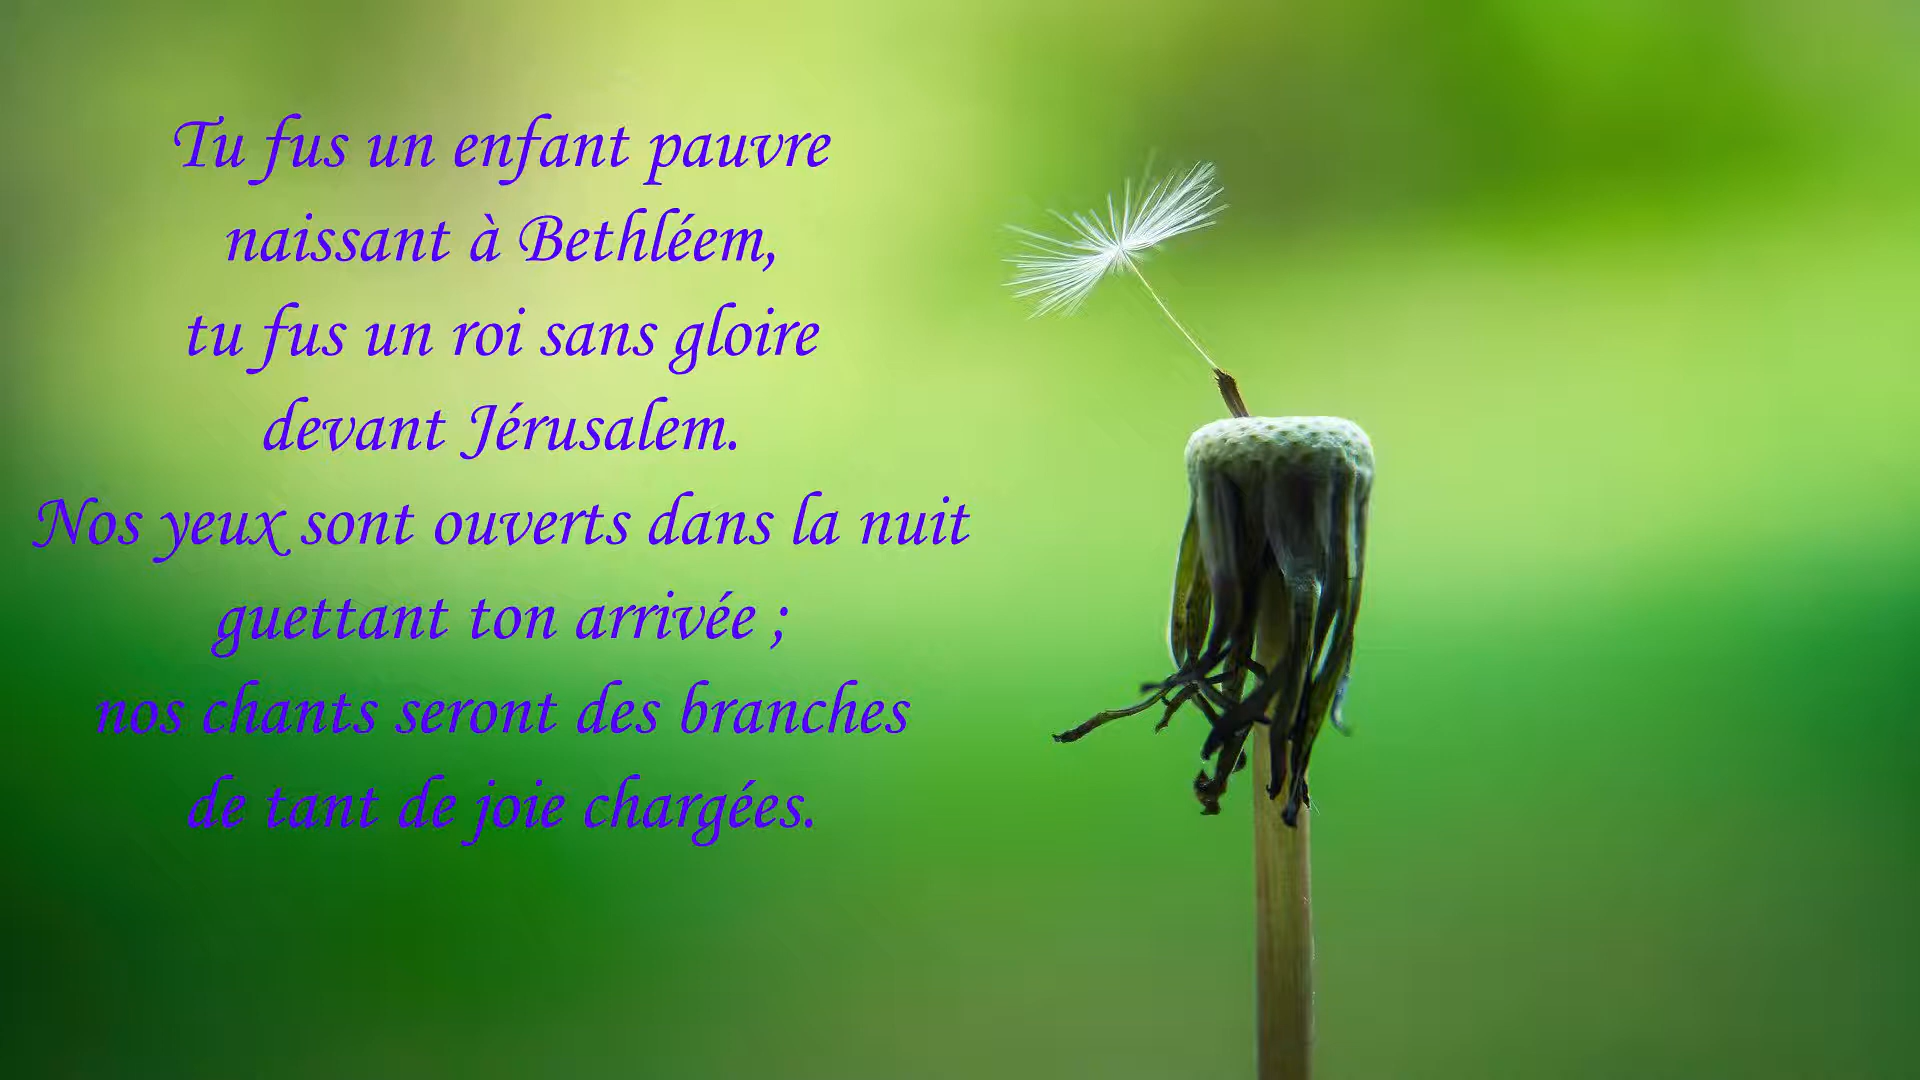 Tu fus un enfant pauvre
naissant à Bethléem,
tu fus un roi sans gloire
devant Jérusalem.
Nos yeux sont ouverts dans la nuit
guettant ton arrivée ;
nos chants seront des branches
de tant de joie chargées.